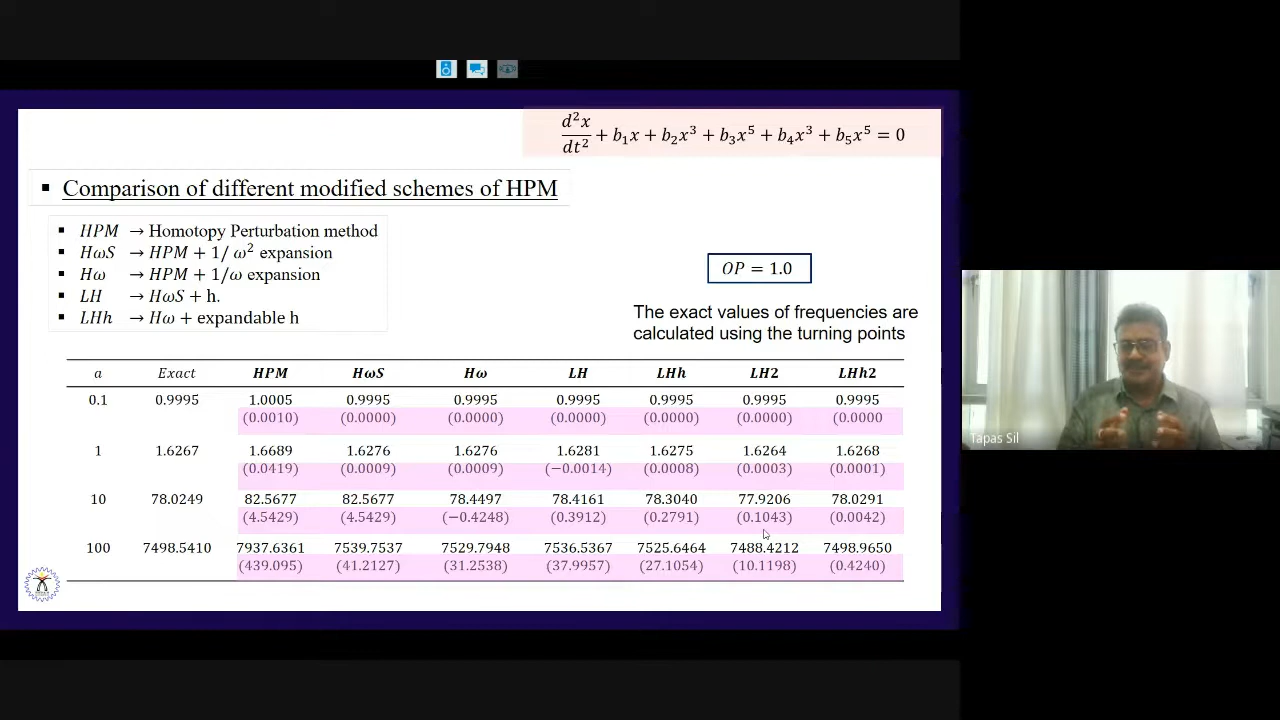 d²x/dt² + b₁x + b₂x³ + b₃x⁵ + b₄x³ + b₅x⁵ = 0
▪ Comparison of different modified schemes of HPM
▪ HPM → Homotopy Perturbation method
▪ HωS → HPM + 1/ ω² expansion
▪ Hω → HPM + 1/ω expansion
▪ LH → HωS + h.
▪ LHh → Hω + expandable h
OP = 1.0
The exact values of frequencies are
calculated using the turning points
a Exact HPM HωS Hω LH LHh LH2 LHh2
0.1 0.9995 1.0005 0.9995 0.9995 0.9995 0.9995 0.9995 0.9995
(0.0010) (0.0000) (0.0000) (0.0000) (0.0000) (0.0000) (0.0000
1 1.6267 1.6689 1.6276 1.6276 1.6281 1.6275 1.6264 1.6268
(0.0419) (0.0009) (0.0009) (−0.0014) (0.0008) (0.0003) (0.0001)
10 78.0249 82.5677 82.5677 78.4497 78.4161 78.3040 77.9206 78.0291
(4.5429) (4.5429) (−0.4248) (0.3912) (0.2791) (0.1043) (0.0042)
100 7498.5410 7937.6361 7539.7537 7529.7948 7536.5367 7525.6464 7488.4212 7498.9650
(439.095) (41.2127) (31.2538) (37.9957) (27.1054) (10.1198) (0.4240)
Tapas Sil